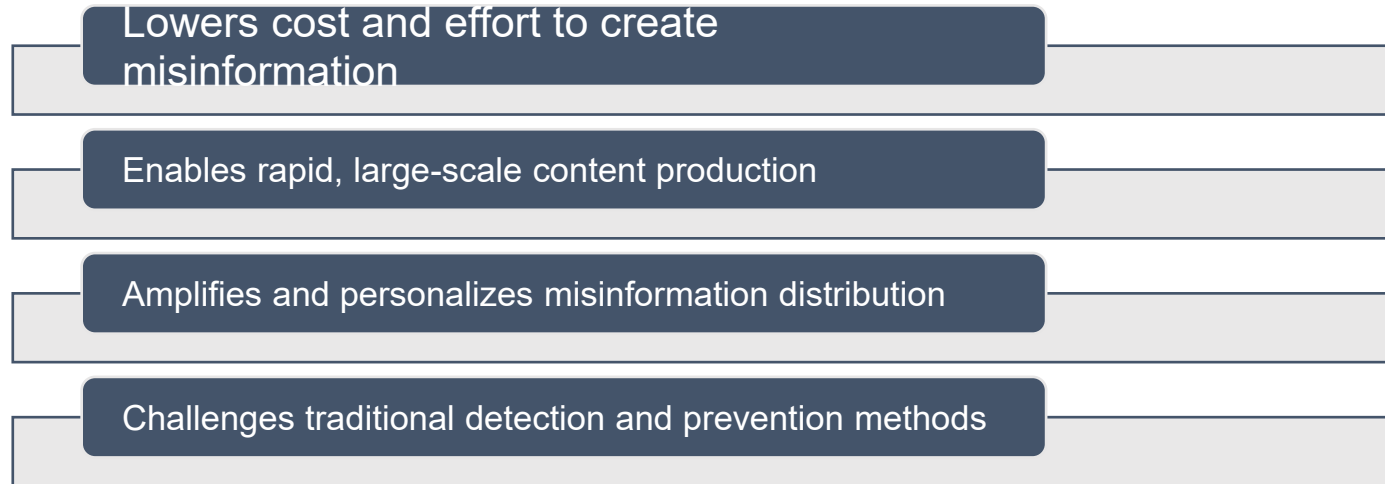 Lowers cost and effort to create
misinformation
Enables rapid, large-scale content production
Amplifies and personalizes misinformation distribution
Challenges traditional detection and prevention methods